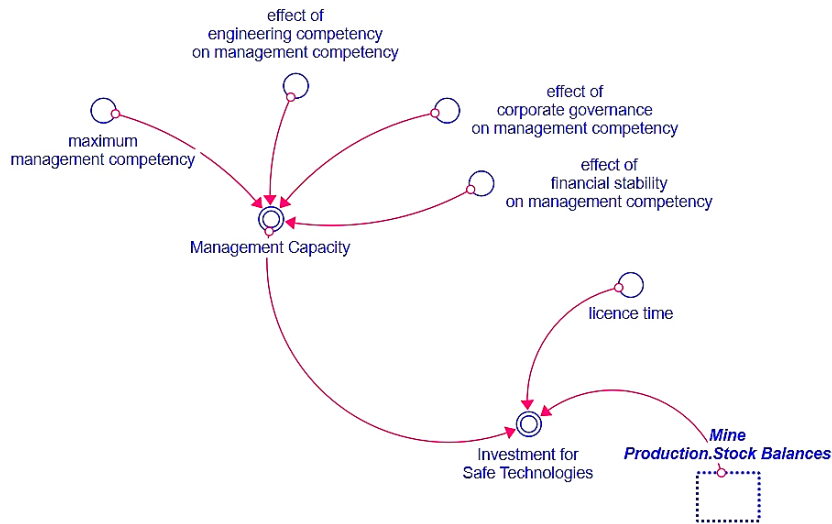 effect of
engineering competency
on management competency
effect of
corporate governance
on management competency
maximum
management competency
effect of
financial stability
on management competency
Management Capacity
licence time
Mine
Production.Stock Balances
Investment for
Safe Technologies